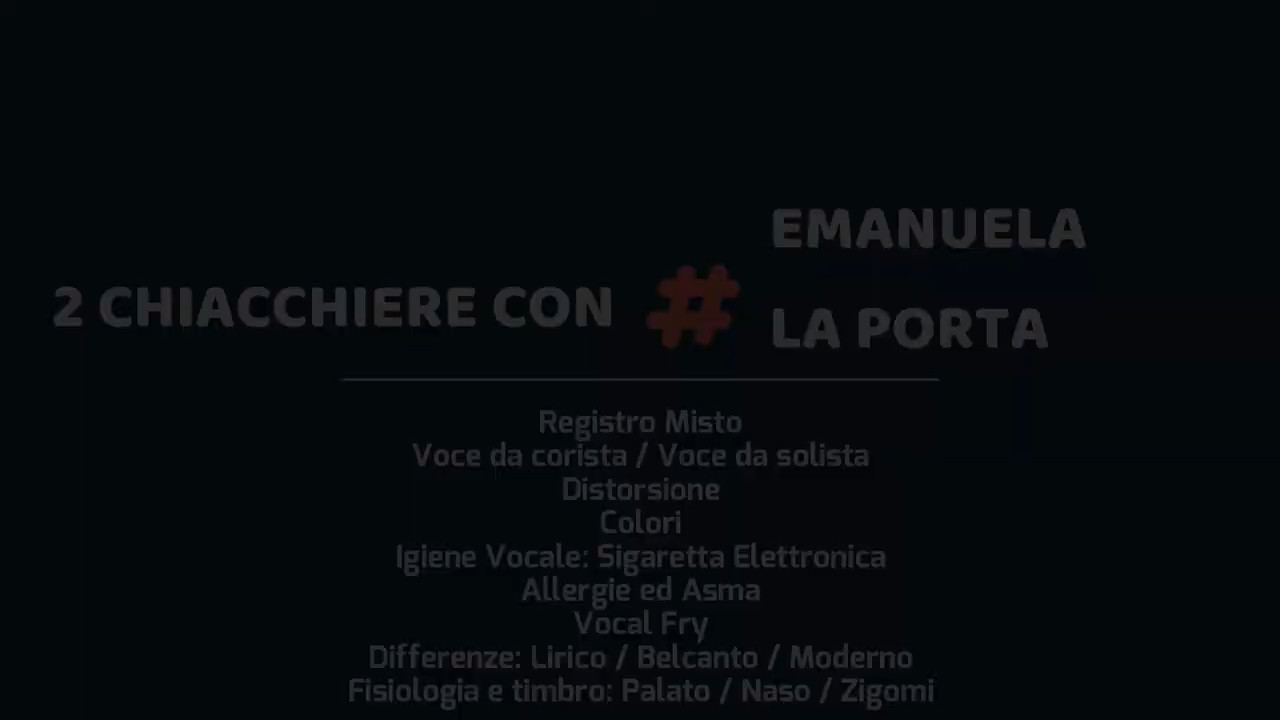 2 CHIACCHIERE CON # EMANUELA
LA PORTA
Registro Misto
Voce da corista / Voce da solista
Distorsione
Colori
Igiene Vocale: Sigaretta Elettronica
Allergie ed Asma
Vocal Fry
Differenze: Lirico / Belcanto / Moderno
Fisiologia e timbro: Palato / Naso / Zigomi